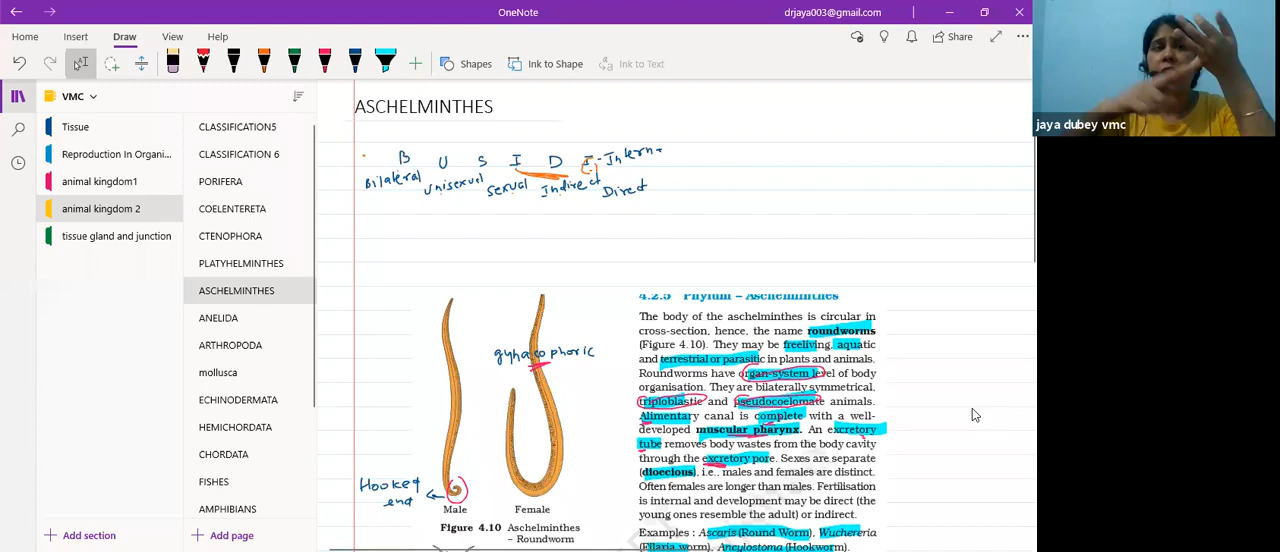 OneNote
drjaya003@gmail.com
Home Insert Draw View Help
Share
Shapes Ink to Shape Ink to Text
VMC
Tissue
Reproduction In Organi...
animal kingdom1
animal kingdom 2
tissue gland and junction
Add section
CLASSIFICATION5
CLASSIFICATION 6
PORIFERA
COELENTERETA
CTENOPHORA
PLATYHELMINTHES
ASCHELMINTHES
ANELIDA
ARTHROPODA
mollusca
ECHINODERMATA
HEMICHORDATA
CHORDATA
FISHES
AMPHIBIANS
Add page
ASCHELMINTHES
B U S I D I - Intern
Bilateral Unisexual Sexual Indirect Direct
gynacophoric
Hooked
end
Male Female
Figure 4.10 Aschelminthes
– Roundworm
4.2.5 Phylum – Aschelminthes
The body of the aschelminthes is circular in
cross-section, hence, the name roundworms
(Figure 4.10). They may be freeliving, aquatic
and terrestrial or parasitic in plants and animals.
Roundworms have organ-system level of body
organisation. They are bilaterally symmetrical,
triploblastic and pseudocoelomate animals.
Alimentary canal is complete with a well-
developed muscular pharynx. An excretory
tube removes body wastes from the body cavity
through the excretory pore. Sexes are separate
(dioecious), i.e., males and females are distinct.
Often females are longer than males. Fertilisation
is internal and development may be direct (the
young ones resemble the adult) or indirect.
Examples : Ascaris (Round Worm), Wuchereria
(Filaria worm), Ancylostoma (Hookworm).
jaya dubey vmc